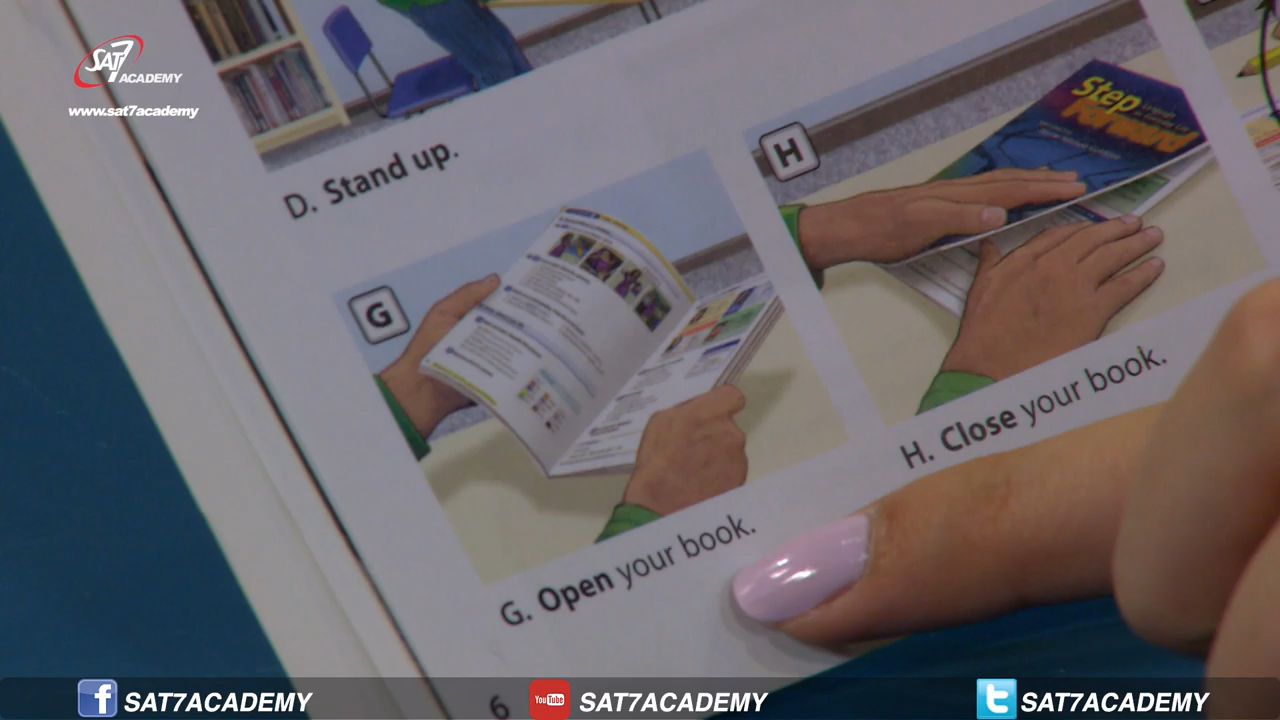 SAT7
ACADEMY
www.sat7academy
D. Stand up.
G
H
Step
Forward
G. Open your book.
H. Close your book.
6
SAT7ACADEMY
YouTube
SAT7ACADEMY
SAT7ACADEMY